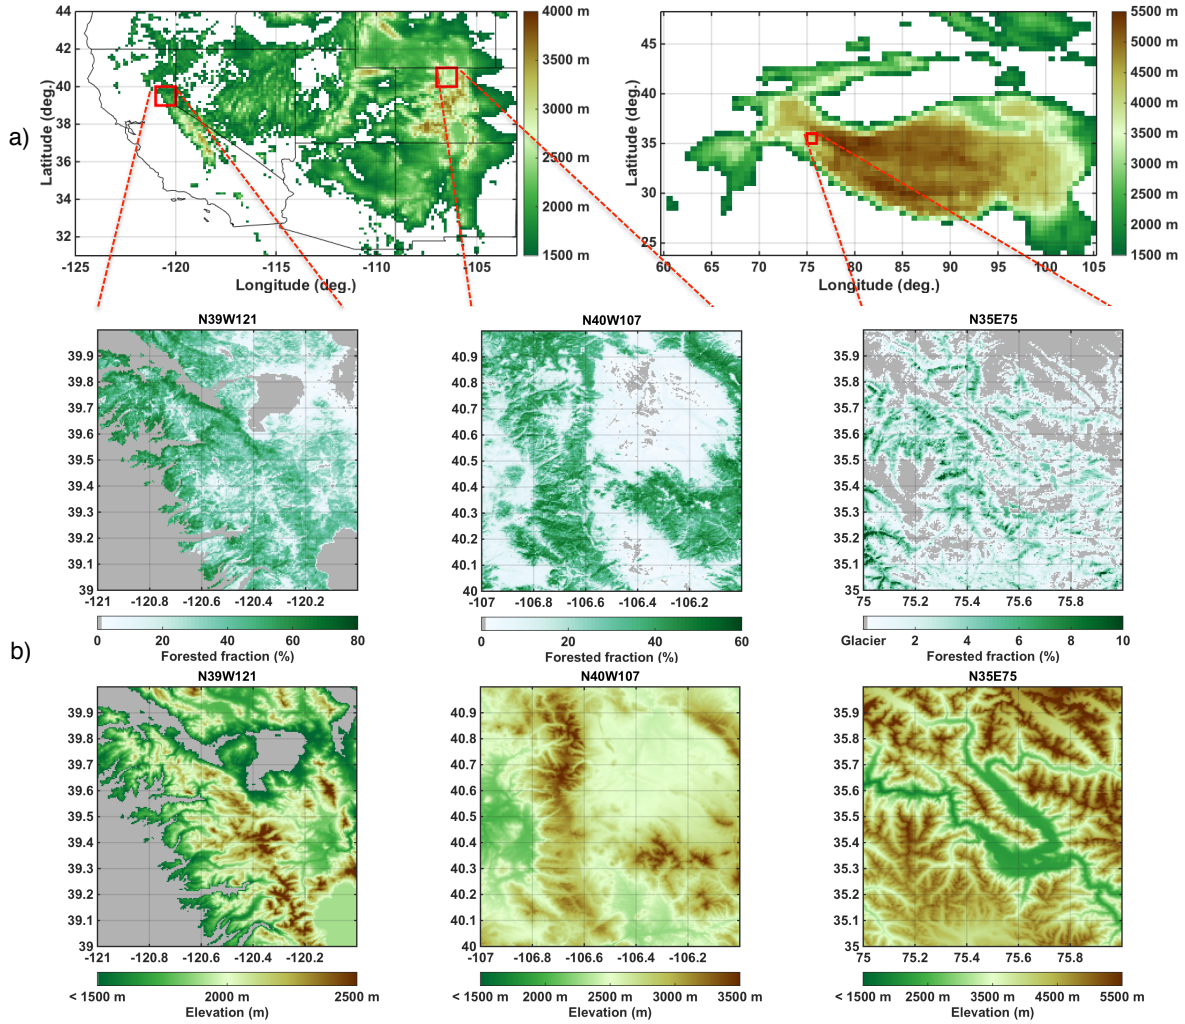 a)
44
42
40
38
36
34
32
Latitude (deg.)
-125 -120 -115 -110 -105
Longitude (deg.)
4000 m
3500 m
3000 m
2500 m
2000 m
1500 m
45
40
35
30
25
Latitude (deg.)
60 65 70 75 80 85 90 95 100 105
Longitude (deg.)
5500 m
5000 m
4500 m
4000 m
3500 m
3000 m
2500 m
2000 m
1500 m
b)
N39W121
39.9
39.8
39.7
39.6
39.5
39.4
39.3
39.2
39.1
39
-121 -120.8 -120.6 -120.4 -120.2
0 20 40 60 80
Forested fraction (%)
N40W107
40.9
40.8
40.7
40.6
40.5
40.4
40.3
40.2
40.1
40
-107 -106.8 -106.6 -106.4 -106.2
0 20 40 60
Forested fraction (%)
N35E75
35.9
35.8
35.7
35.6
35.5
35.4
35.3
35.2
35.1
35
75 75.2 75.4 75.6 75.8
Glacier 2 4 6 8 10
Forested fraction (%)
N39W121
39.9
39.8
39.7
39.6
39.5
39.4
39.3
39.2
39.1
39
-121 -120.8 -120.6 -120.4 -120.2
< 1500 m 2000 m 2500 m
Elevation (m)
N40W107
40.9
40.8
40.7
40.6
40.5
40.4
40.3
40.2
40.1
40
-107 -106.8 -106.6 -106.4 -106.2
< 1500 m 2000 m 2500 m 3000 m 3500 m
Elevation (m)
N35E75
35.9
35.8
35.7
35.6
35.5
35.4
35.3
35.2
35.1
35
75 75.2 75.4 75.6 75.8
< 1500 m 2500 m 3500 m 4500 m 5500 m
Elevation (m)